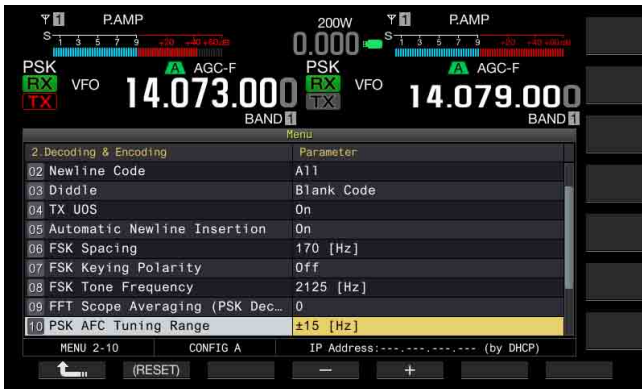 1 P.AMP 200W 1 P.AMP
S 1 3 5 7 9 +20 +40 +60dB 0.000 S 1 3 5 7 9 +20 +40 +60dB
PSK A AGC-F PSK A AGC-F
RX VFO 14.073.000 RX VFO 14.079.000
TX BAND 1 TX BAND 1
Menu
2.Decoding & Encoding Parameter
02 Newline Code All
03 Diddle Blank Code
04 TX UOS On
05 Automatic Newline Insertion On
06 FSK Spacing 170 [Hz]
07 FSK Keying Polarity Off
08 FSK Tone Frequency 2125 [Hz]
09 FFT Scope Averaging (PSK Dec... 0
10 PSK AFC Tuning Range ±15 [Hz]
MENU 2-10 CONFIG A IP Address:---.---.---.--- (by DHCP)
(RESET) − +